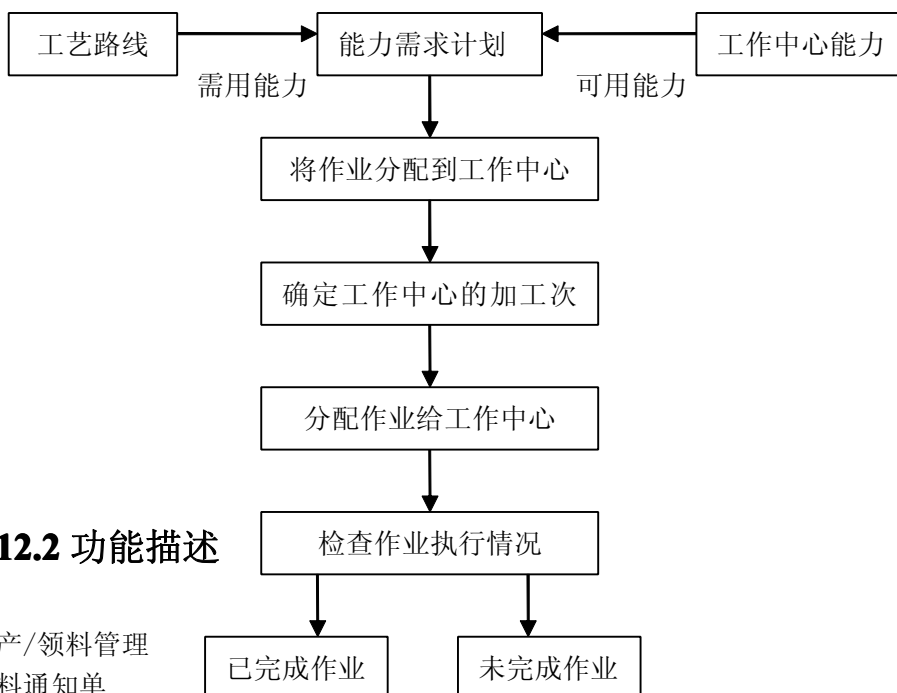 工艺路线
能力需求计划
工作中心能力
需用能力
可用能力
将作业分配到工作中心
确定工作中心的加工次
分配作业给工作中心
检查作业执行情况
12.2 功能描述
产/领料管理
已完成作业
未完成作业
料通知单